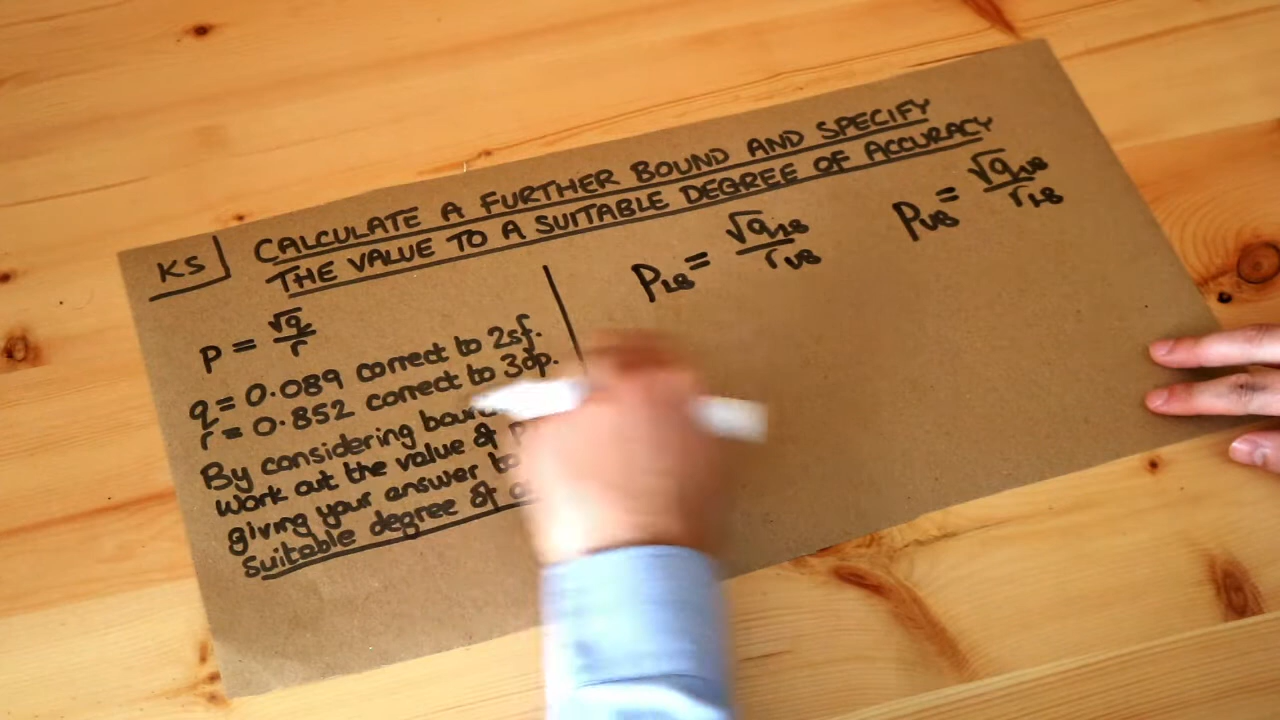 KS
CALCULATE A FURTHER BOUND AND SPECIFY
THE VALUE TO A SUITABLE DEGREE OF ACCURACY
P = √q/r
q = 0.089 correct to 2sf.
r = 0.852 correct to 3dp.
By considering
Work out the value of P
giving your answer to
Suitable degree of
P_LB = √q_LB/r_UB
P_UB = √q_UB/r_LB